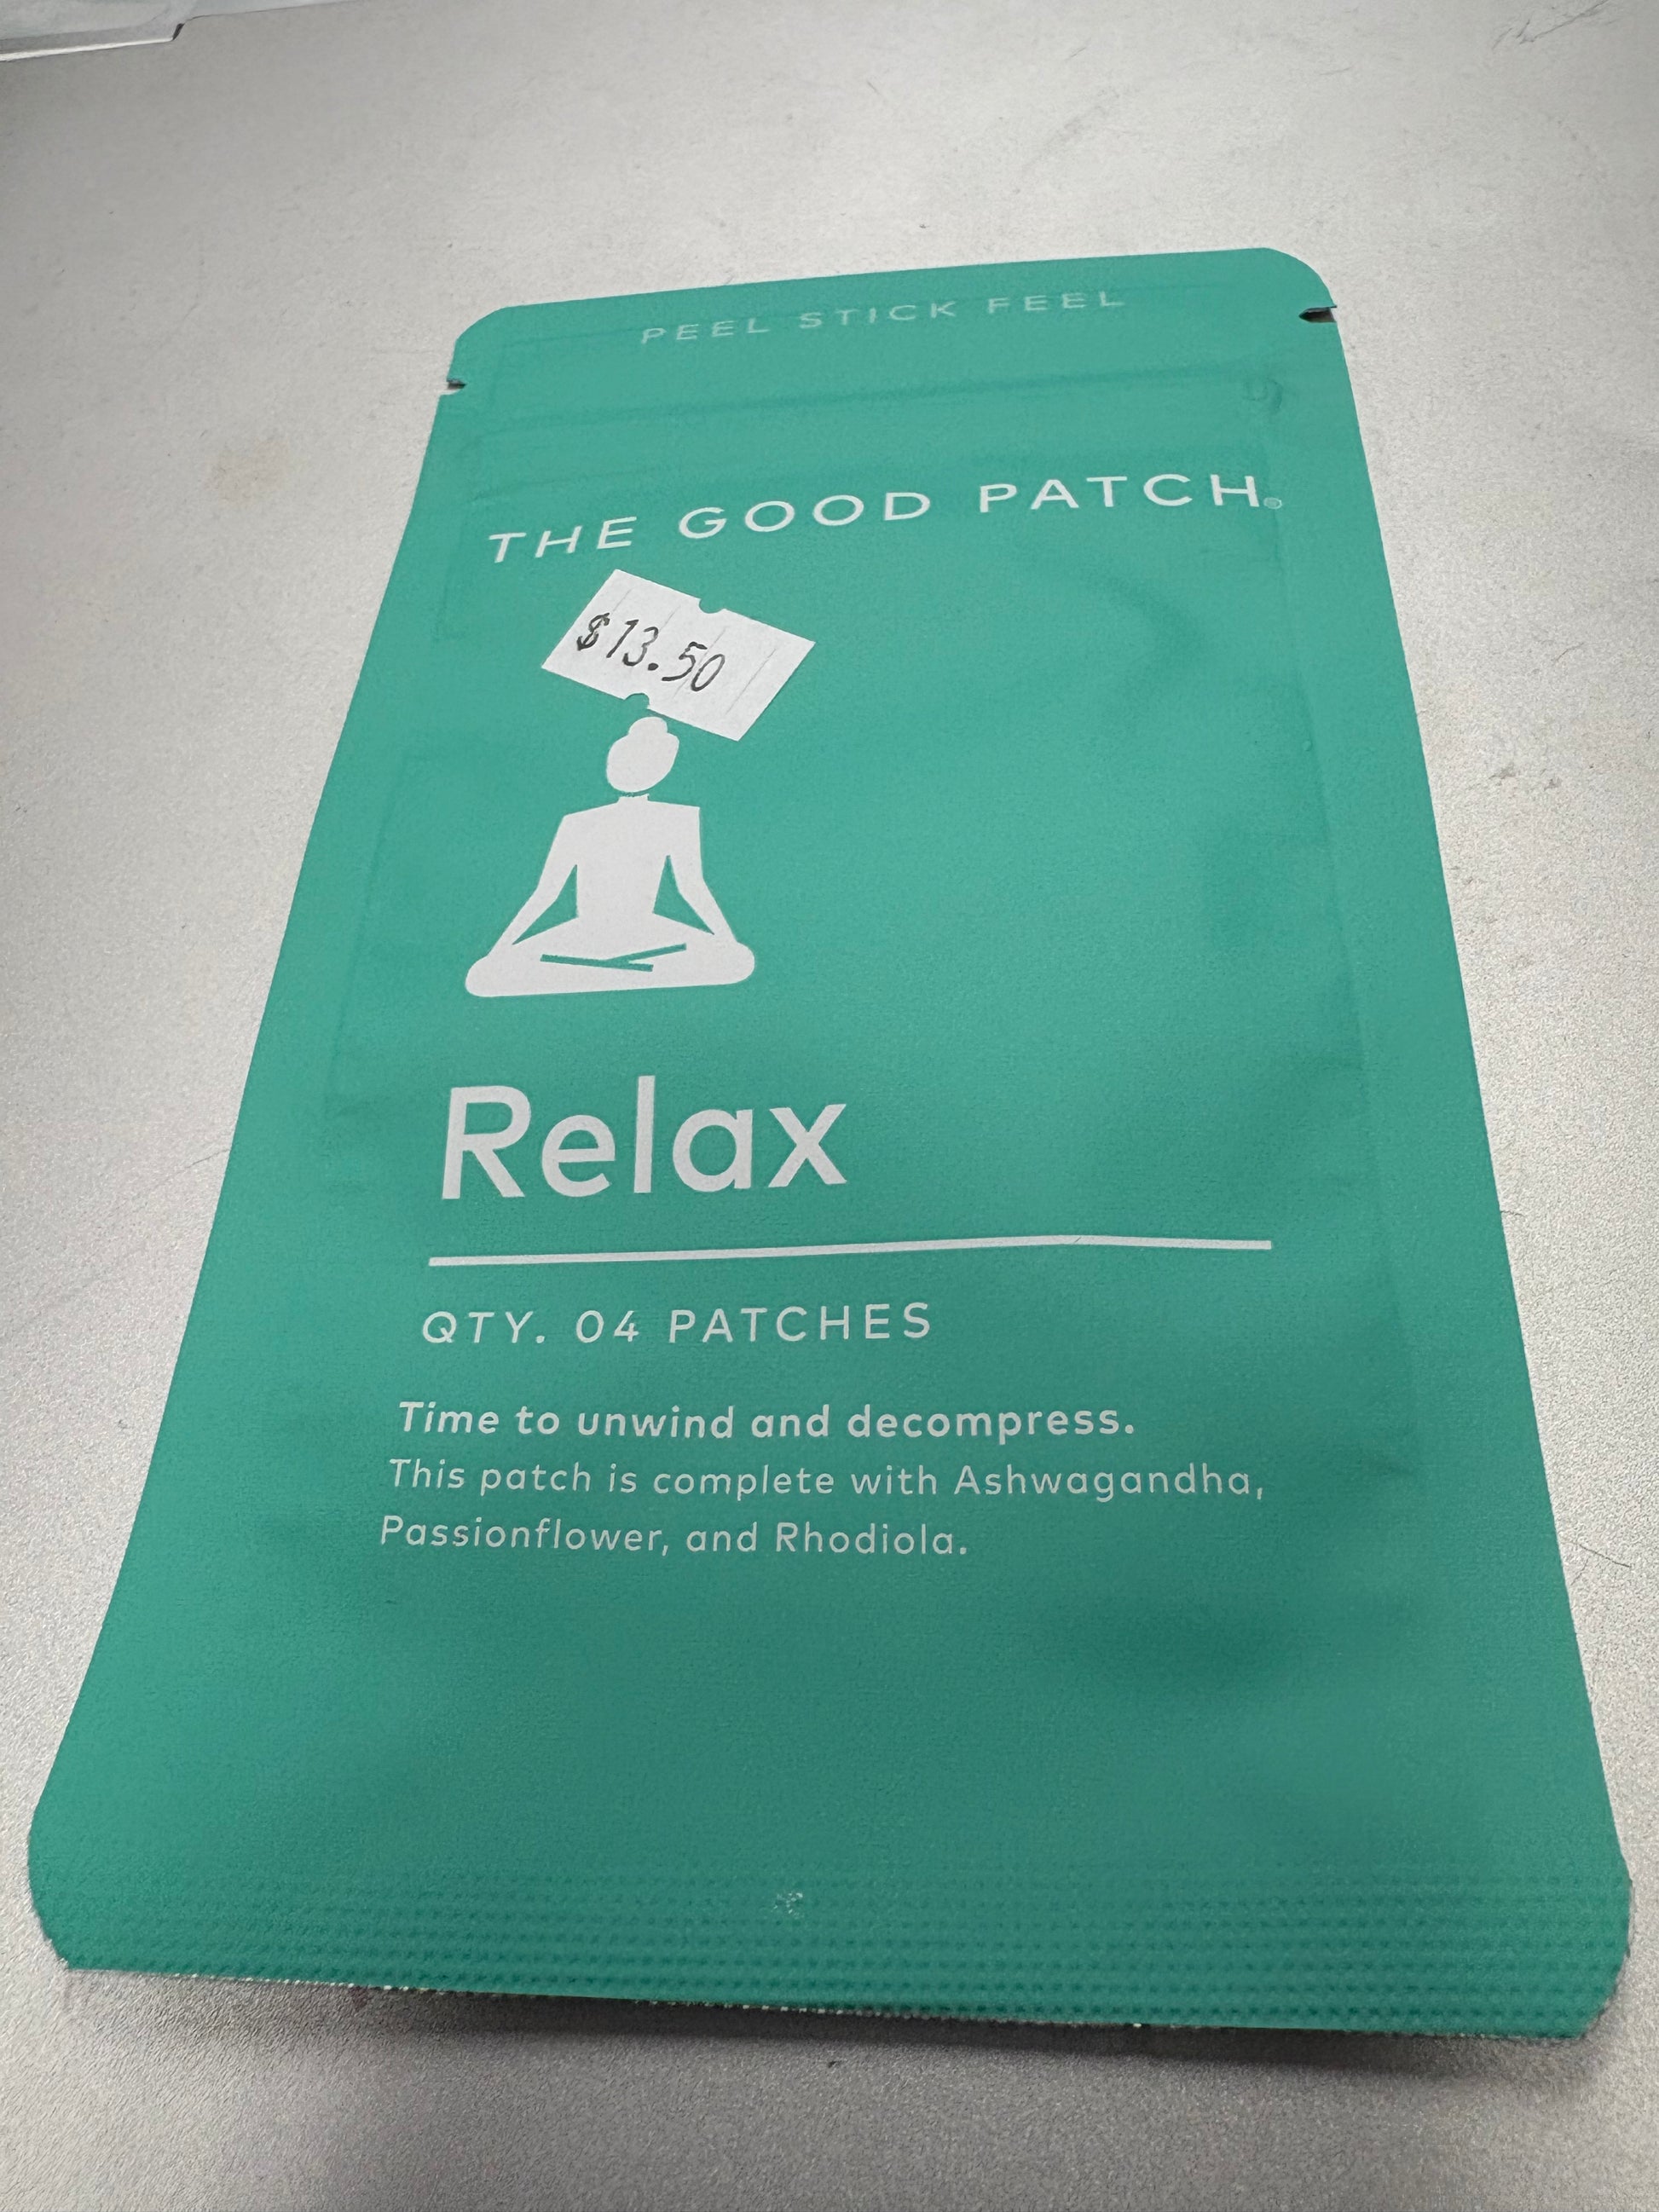 PEEL STICK FEEL
THE GOOD PATCH®
$13.50
Relax
QTY. 04 PATCHES
Time to unwind and decompress.
This patch is complete with Ashwagandha,
Passionflower, and Rhodiola.